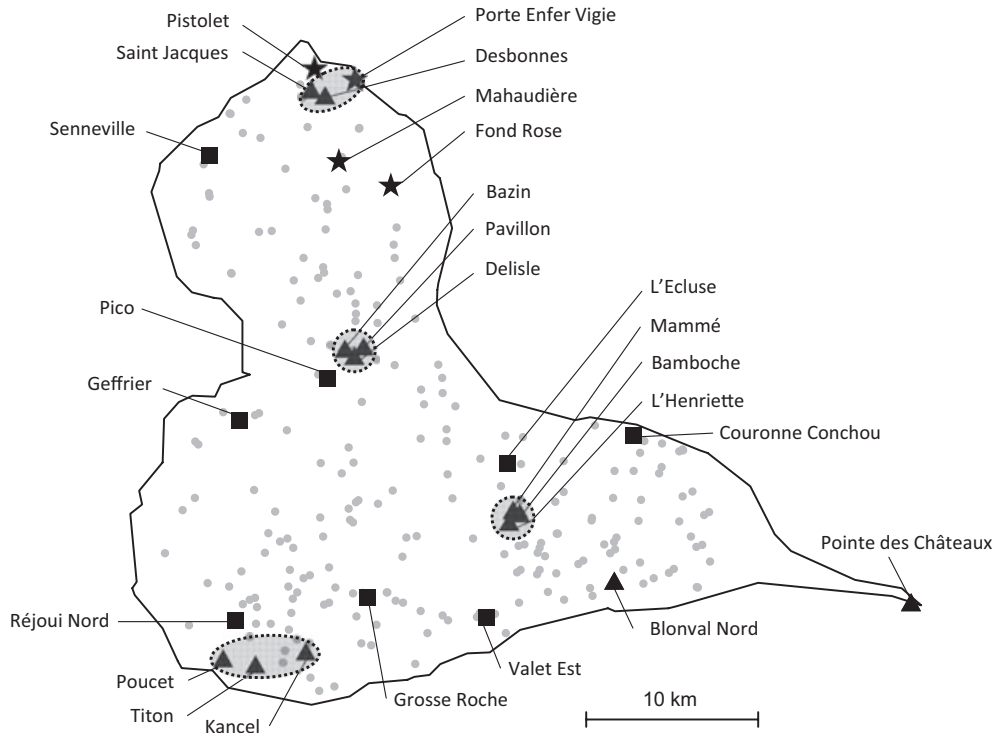 Pistolet
Porte Enfer Vigie
Saint Jacques
Desbonnes
Mahaudière
Senneville
Fond Rose
Bazin
Pavillon
Delisle
L’Ecluse
Pico
Mammé
Bamboche
Geffrier
L’Henriette
Couronne Conchou
Pointe des Châteaux
Réjoui Nord
Blonval Nord
Valet Est
Poucet
Grosse Roche
10 km
Titon
Kancel